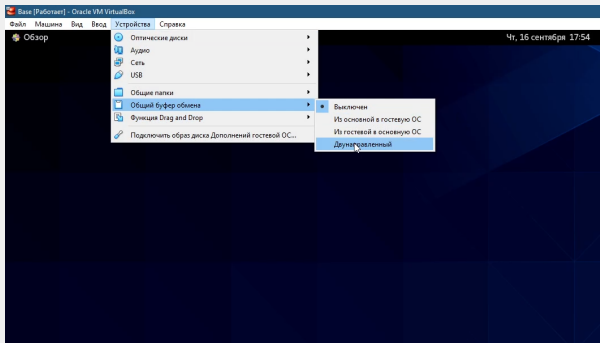 Base [Работает] - Oracle VM VirtualBox
Файл Машина Вид Ввод Устройства Справка
Обзор
Чт, 16 сентября 17:54
Оптические диски
Аудио
Сеть
USB
Общие папки
Общий буфер обмена
Функция Drag and Drop
Подключить образ диска Дополнений гостевой ОС...
Выключен
Из основной в гостевую ОС
Из гостевой в основную ОС
Двунаправленный